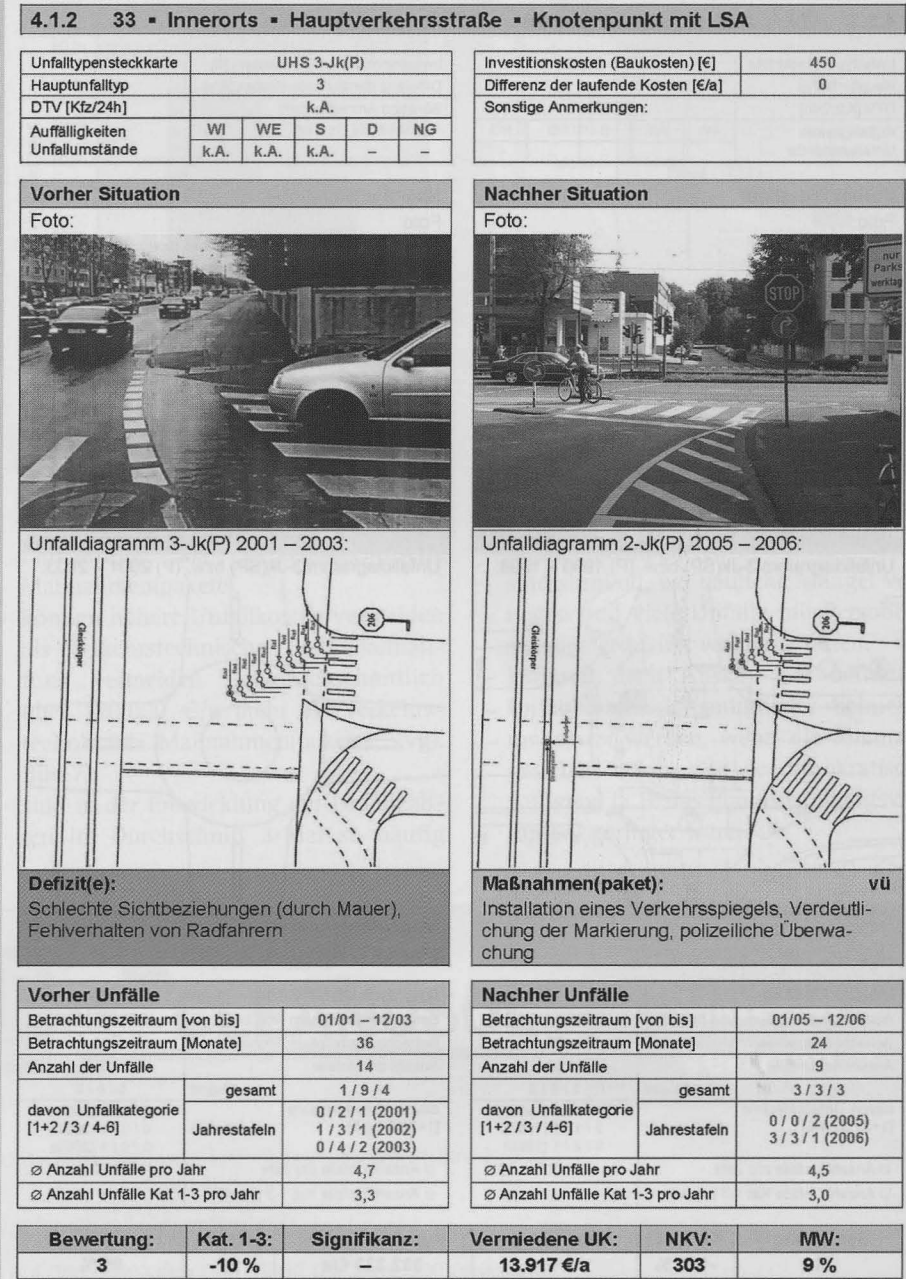 4.1.2 33 ▪ Innerorts ▪ Hauptverkehrsstraße ▪ Knotenpunkt mit LSA
Unfalltypensteckkarte UHS 3-Jk(P)
Hauptunfalltyp 3
DTV [Kfz/24h] k.A.
Auffälligkeiten WI WE S D NG
Unfallumstände k.A. k.A. k.A. – –
Investitionskosten (Baukosten) [€] 450
Differenz der laufende Kosten [€/a] 0
Sonstige Anmerkungen:
Vorher Situation
Foto:
Nachher Situation
Foto:
STOP
nur
Parks
werktag
Unfalldiagramm 3-Jk(P) 2001 – 2003:
Gleiskörper
206
Unfalldiagramm 2-Jk(P) 2005 – 2006:
Gleiskörper
206
Defizit(e):
Schlechte Sichtbeziehungen (durch Mauer),
Fehlverhalten von Radfahrern
Maßnahmen(paket): vü
Installation eines Verkehrsspiegels, Verdeutli-
chung der Markierung, polizeiliche Überwa-
chung
Vorher Unfälle
Betrachtungszeitraum [von bis] 01/01 – 12/03
Betrachtungszeitraum [Monate] 36
Anzahl der Unfälle 14
davon Unfallkategorie
[1+2 / 3 / 4-6]
gesamt 1 / 9 / 4
Jahrestafeln
0 / 2 / 1 (2001)
1 / 3 / 1 (2002)
0 / 4 / 2 (2003)
⌀ Anzahl Unfälle pro Jahr 4,7
⌀ Anzahl Unfälle Kat 1-3 pro Jahr 3,3
Nachher Unfälle
Betrachtungszeitraum [von bis] 01/05 – 12/06
Betrachtungszeitraum [Monate] 24
Anzahl der Unfälle 9
davon Unfallkategorie
[1+2 / 3 / 4-6]
gesamt 3 / 3 / 3
Jahrestafeln
0 / 0 / 2 (2005)
3 / 3 / 1 (2006)
⌀ Anzahl Unfälle pro Jahr 4,5
⌀ Anzahl Unfälle Kat 1-3 pro Jahr 3,0
Bewertung: Kat. 1-3: Signifikanz: Vermiedene UK: NKV: MW:
3 -10 % – 13.917 €/a 303 9 %